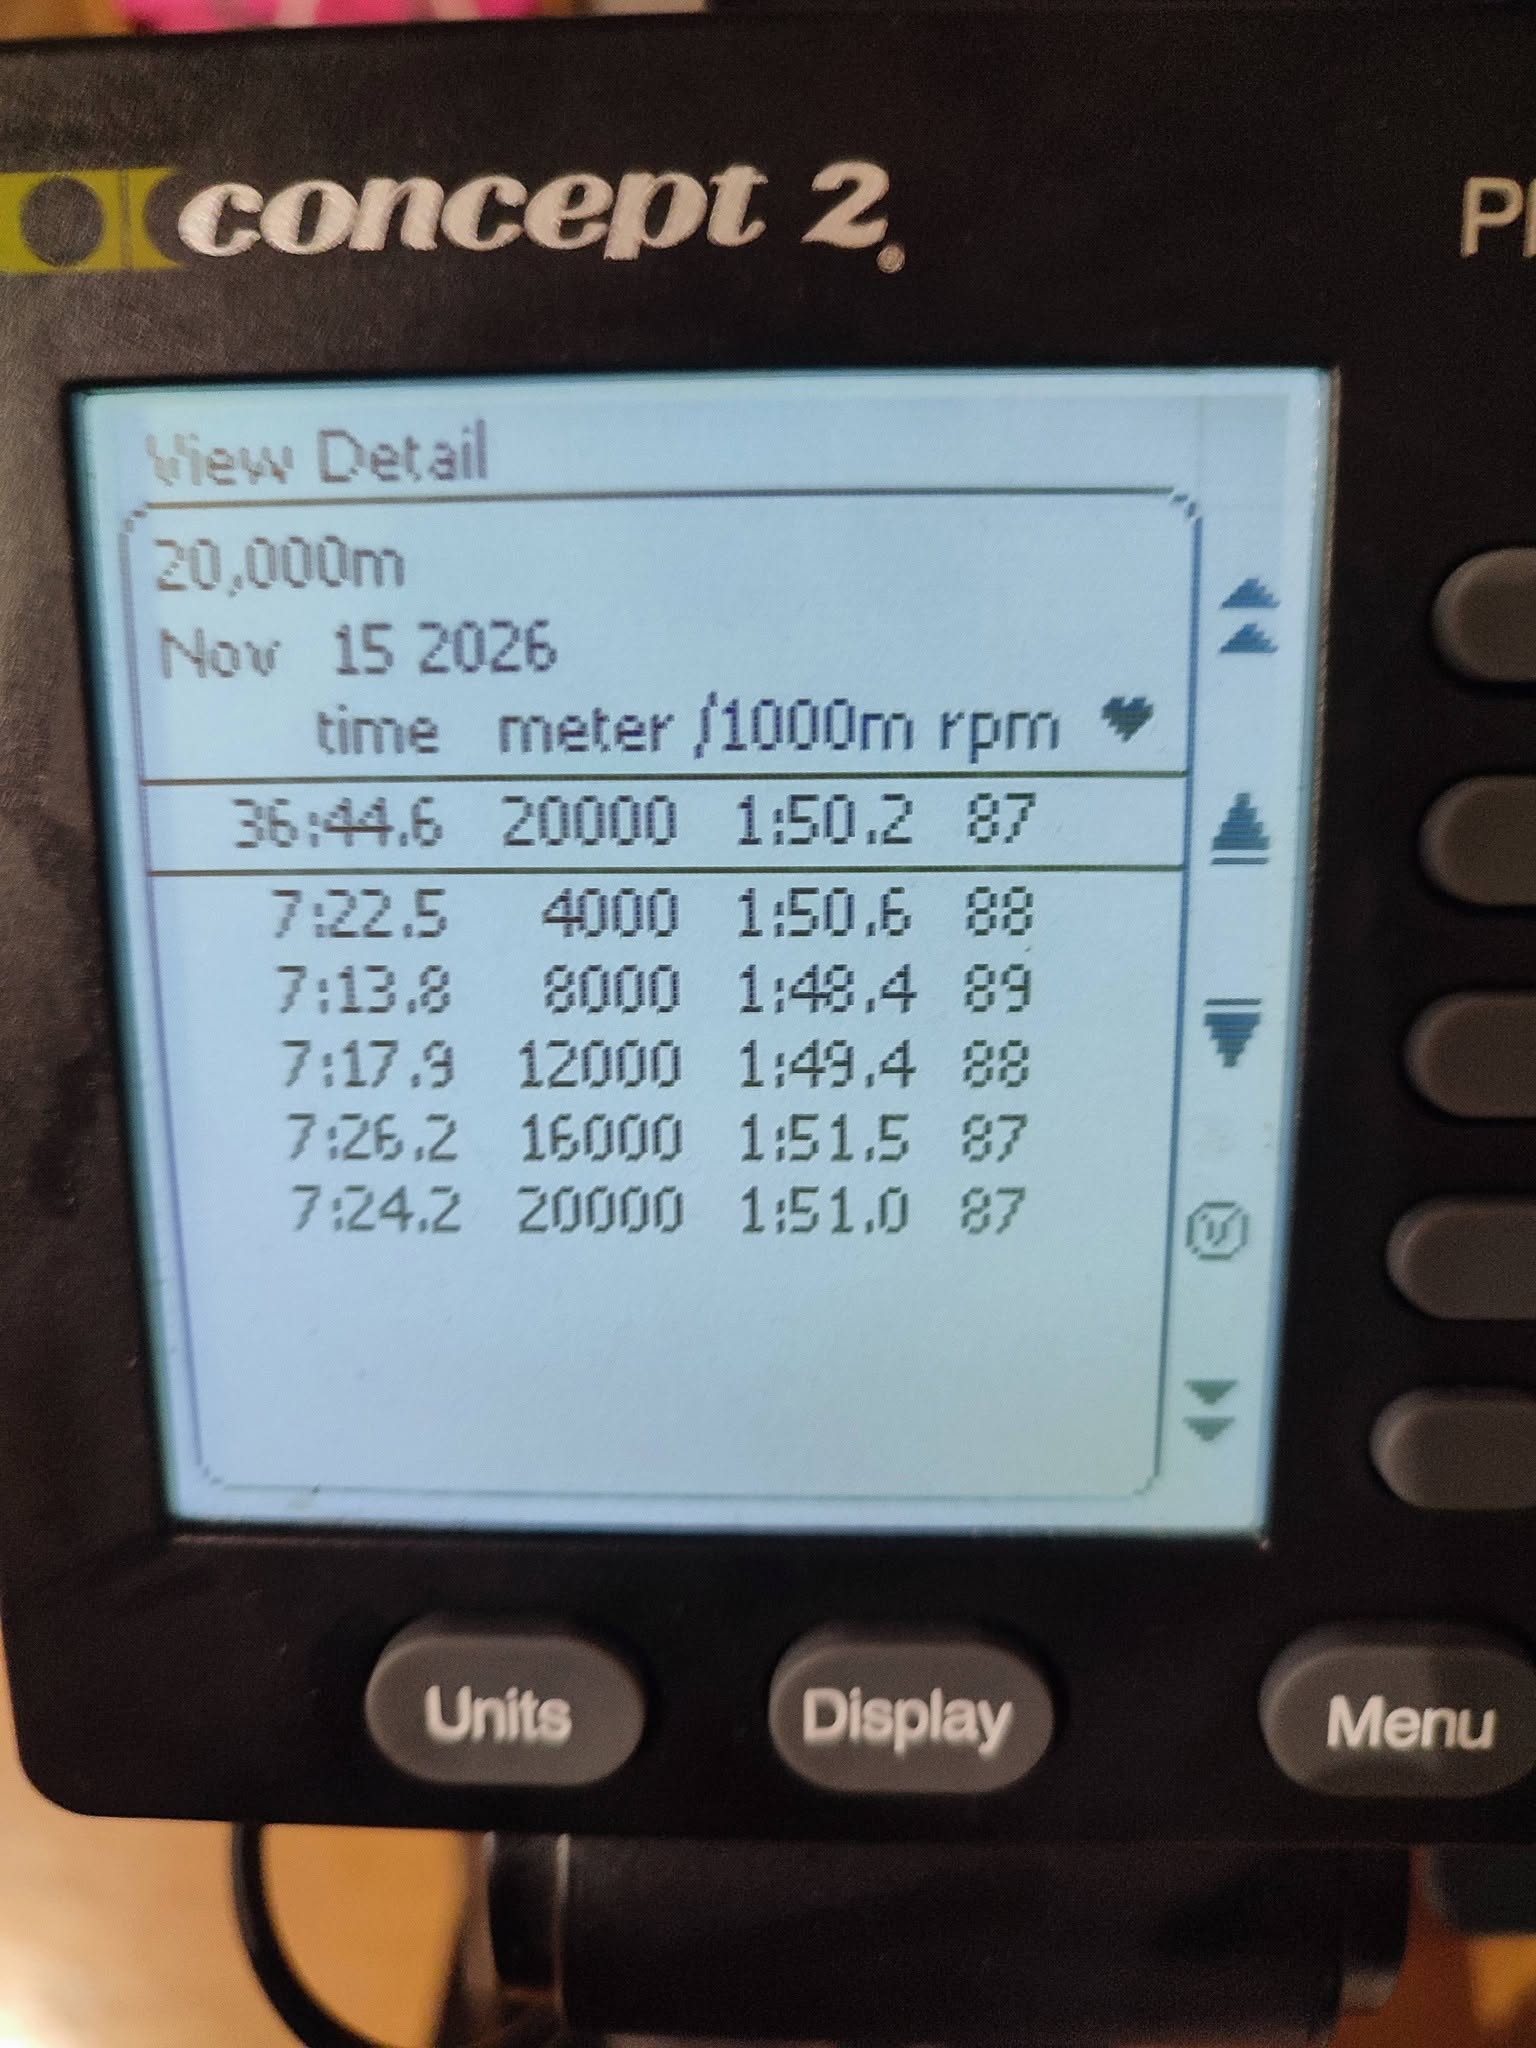 concept 2®
View Detail
20,000m
Nov 15 2026
time meter /1000m rpm
36:44.6 20000 1:50.2 87
7:22.5 4000 1:50.6 88
7:13.8 8000 1:48.4 89
7:17.9 12000 1:49.4 88
7:26.2 16000 1:51.5 87
7:24.2 20000 1:51.0 87
Units Display Menu